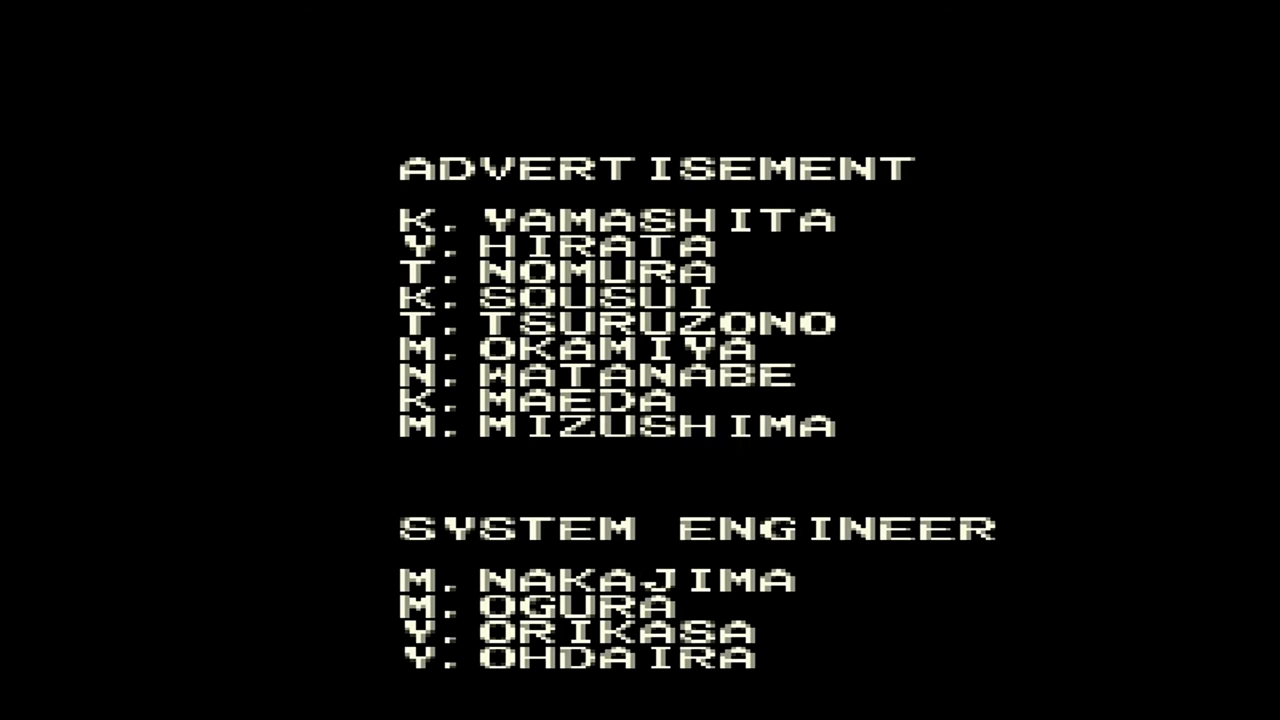 ADVERTISEMENT
K. YAMASHITA
Y. HIRATA
T. NOMURA
K. SOUSUI
T. TSURUZONO
M. OKAMIYA
N. WATANABE
K. MAEDA
M. MIZUSHIMA
SYSTEM ENGINEER
M. NAKAJIMA
M. OGURA
Y. ORIKASA
Y. OHDAIRA